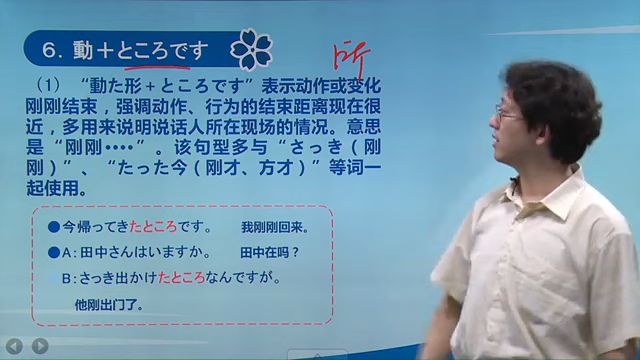 6. 動＋ところです
所
（1）“動た形＋ところです”表示动作或变化
刚刚结束，强调动作、行为的结束距离现在很
近，多用来说明说话人所在现场的情况。意思
是“刚刚····”。该句型多与“さっき（刚
刚）”、“たった今（刚才、方才）”等词一
起使用。
●今帰ってきたところです。 我刚刚回来。
●A：田中さんはいますか。 田中在吗？
B：さっき出かけたところなんですが。
他刚出门了。